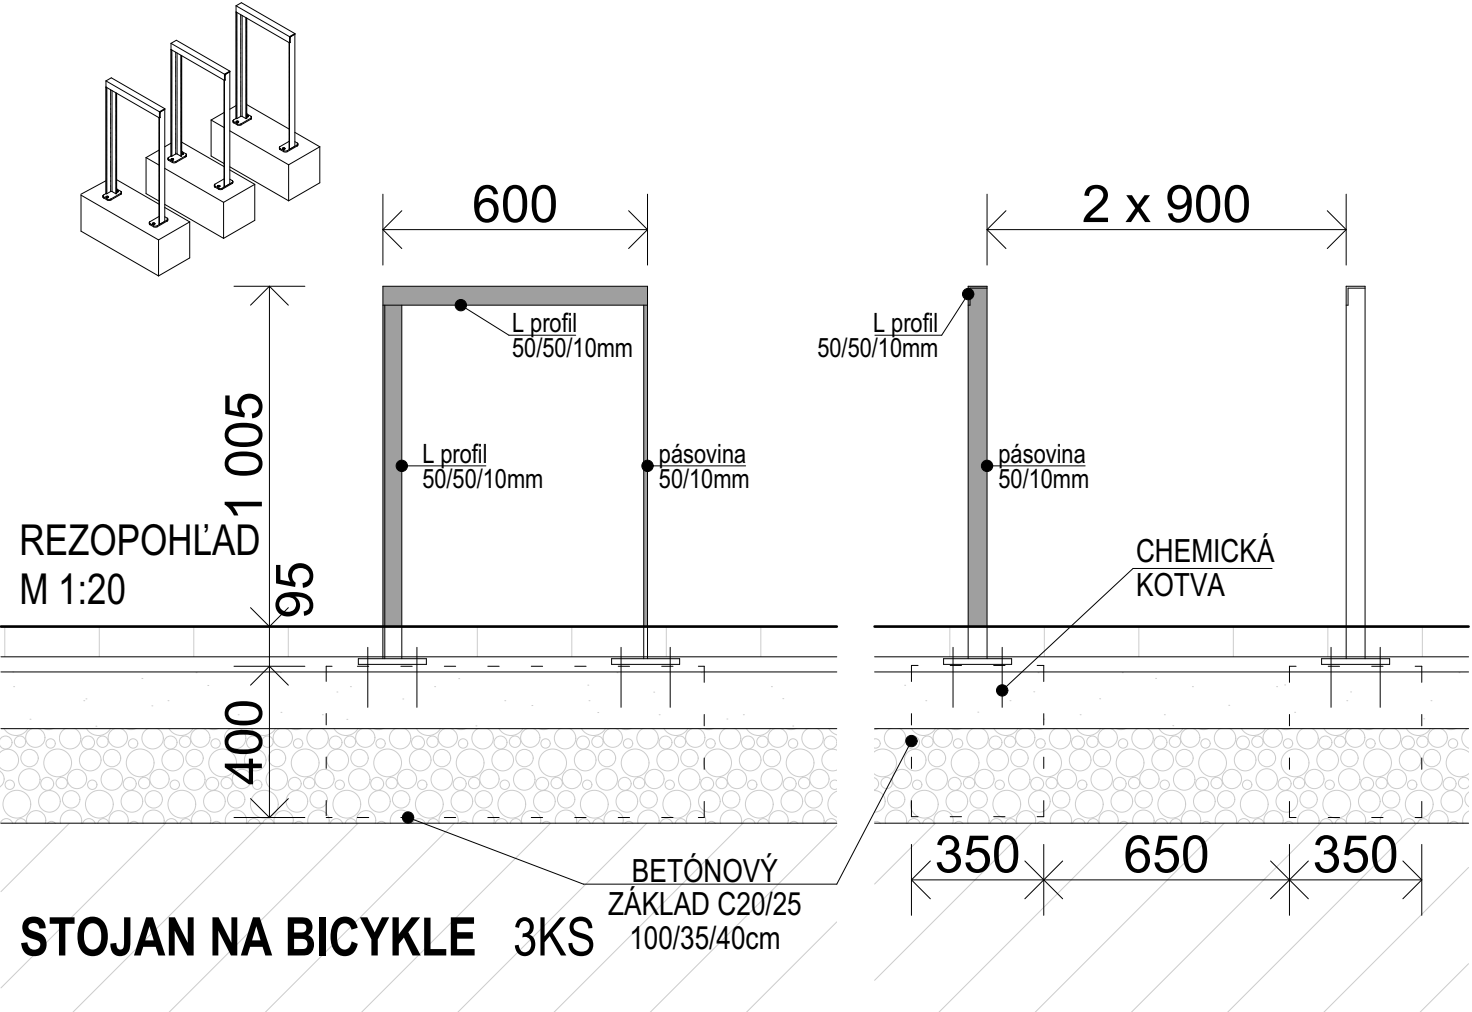 600
2 x 900
L profil
50/50/10mm
L profil
50/50/10mm
1 005
L profil
50/50/10mm
pásovina
50/10mm
pásovina
50/10mm
REZOPOHĽAD
M 1:20
95
CHEMICKÁ
KOTVA
400
350
650
350
BETÓNOVÝ
ZÁKLAD C20/25
100/35/40cm
STOJAN NA BICYKLE 3KS